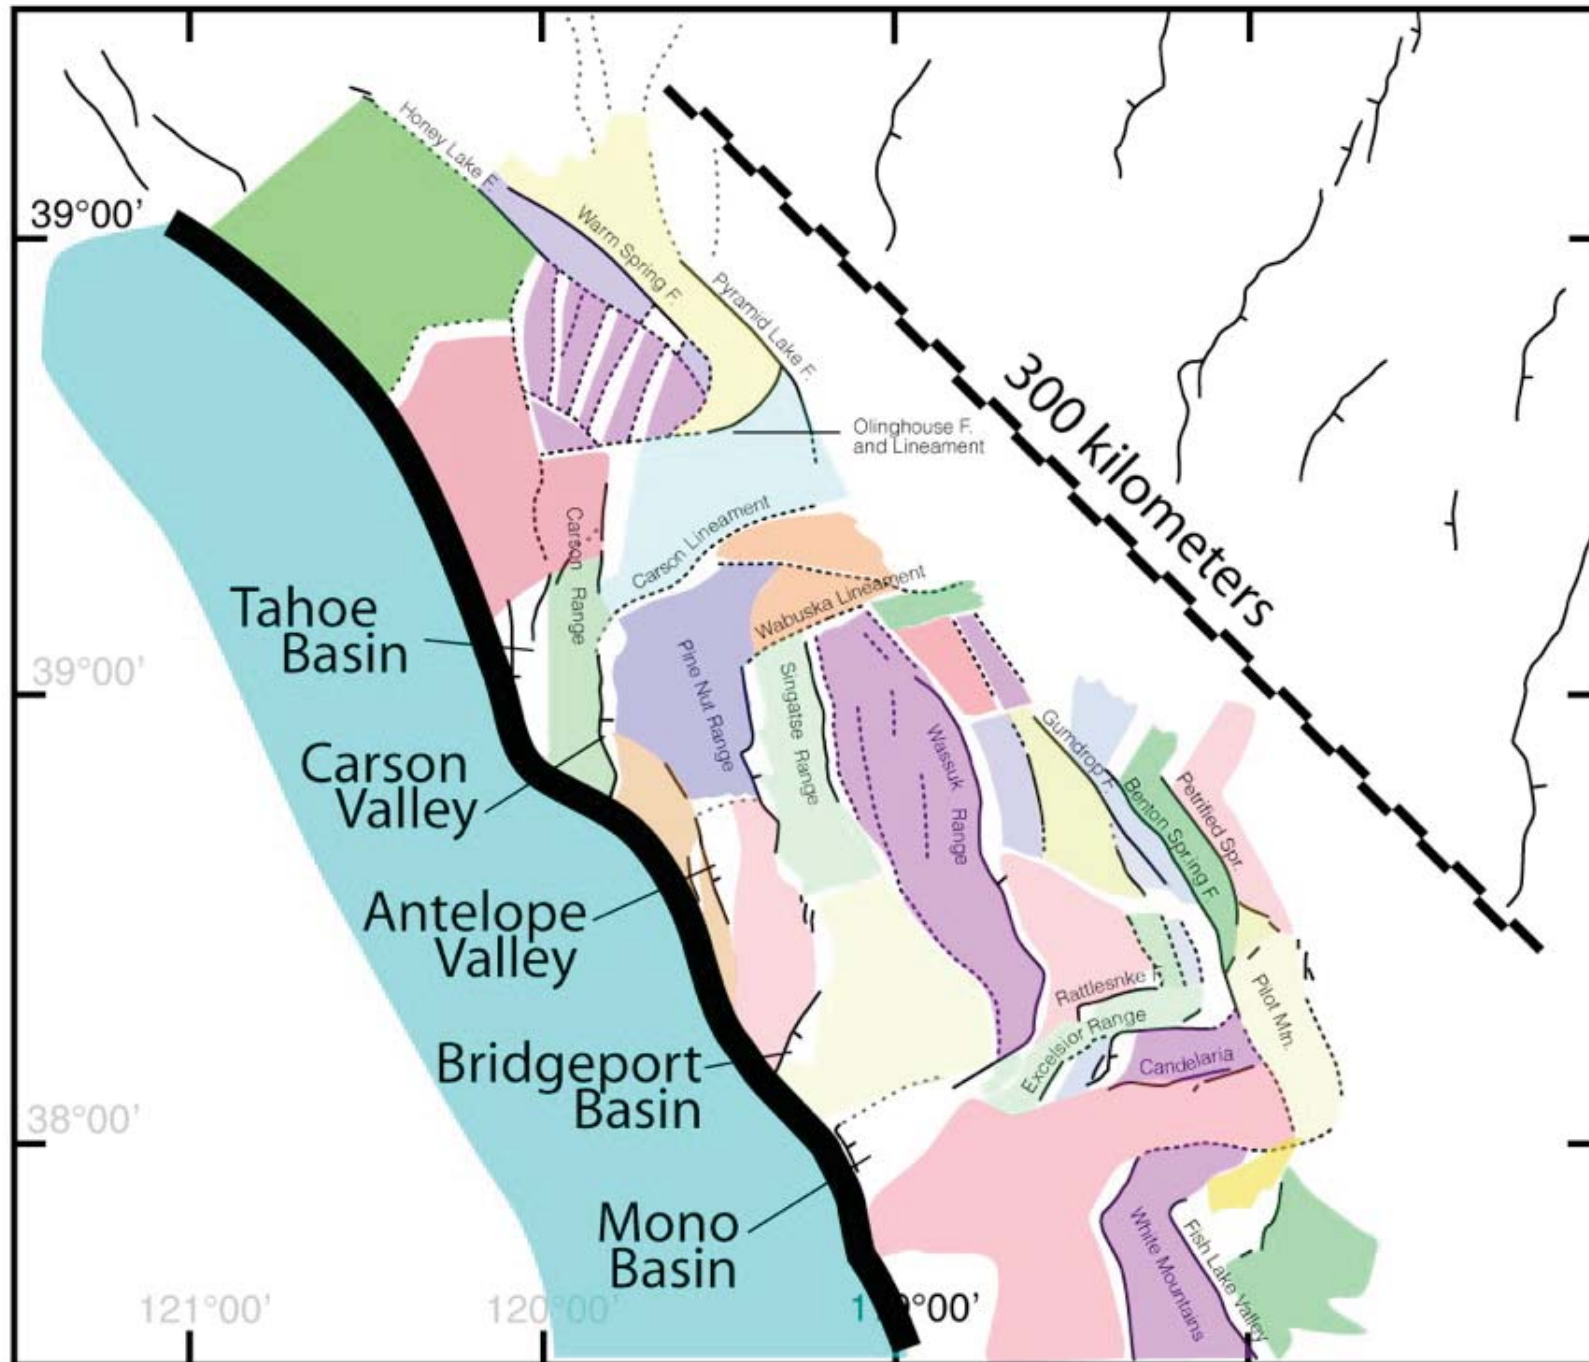 Honey Lake F.
39°00'
Warm Spring F.
Pyramid Lake F.
300 kilometers
Olinghouse F.
and Lineament
Carson Lineament
Carson Range
Wabuska Lineament
Tahoe
Basin
39°00'
Pine Nut Range
Singatse Range
Wassuk Range
Gumdrop F.
Benton Spring F.
Petrified Spr.
Carson
Valley
Antelope
Valley
Rattlesnke F.
Pilot Mtn.
Excelsior Range
Candelaria
Bridgeport
Basin
38°00'
Mono
Basin
White Mountains
Fish Lake Valley
121°00'
120°00'